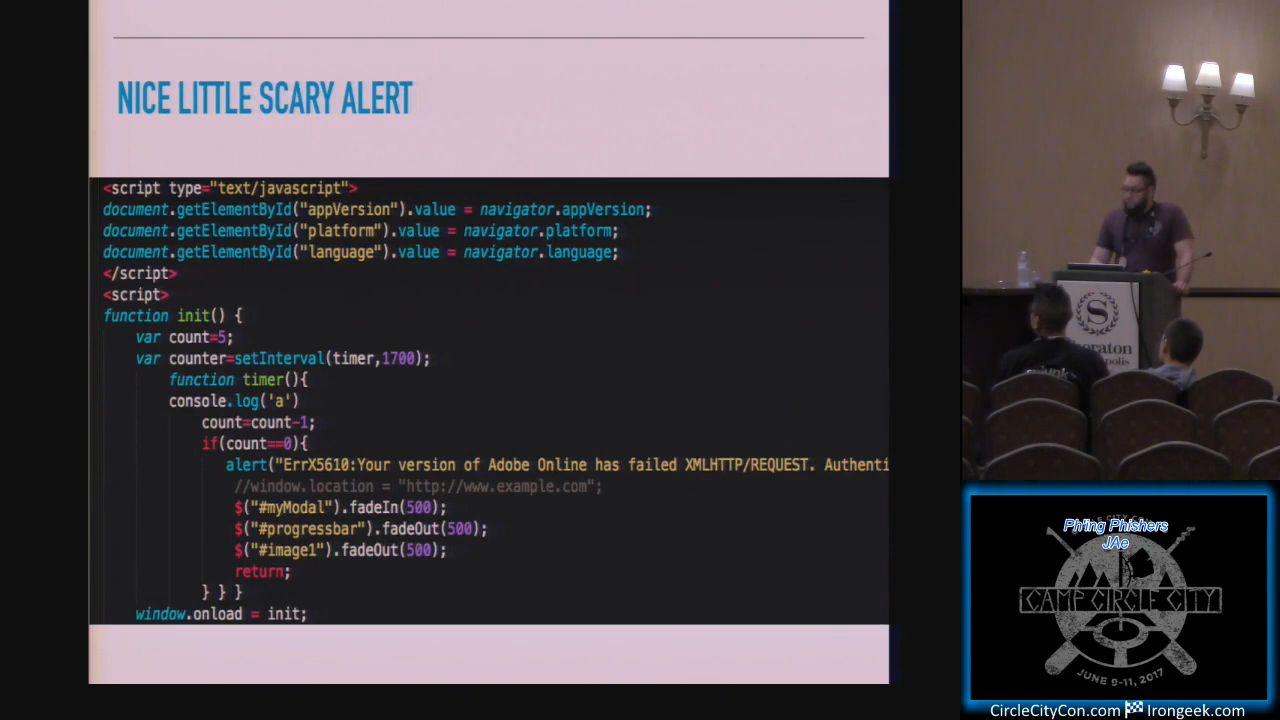 NICE LITTLE SCARY ALERT
<script type="text/javascript">
document.getElementById("appVersion").value = navigator.appVersion;
document.getElementById("platform").value = navigator.platform;
document.getElementById("language").value = navigator.language;
</script>
<script>
function init() {
var count=5;
var counter=setInterval(timer,1700);
function timer(){
console.log('a')
count=count-1;
if(count==0){
alert("ErrX5610:Your version of Adobe Online has failed XMLHTTP/REQUEST. Authenti
//window.location = "http://www.example.com";
$("#myModal").fadeIn(500);
$("#progressbar").fadeOut(500);
$("#image1").fadeOut(500);
return;
} } }
window.onload = init;
S
Ph'ing Phishers
JAe
CAMP CIRCLE CITY
JUNE 9-11, 2017
CircleCityCon.com Irongeek.com